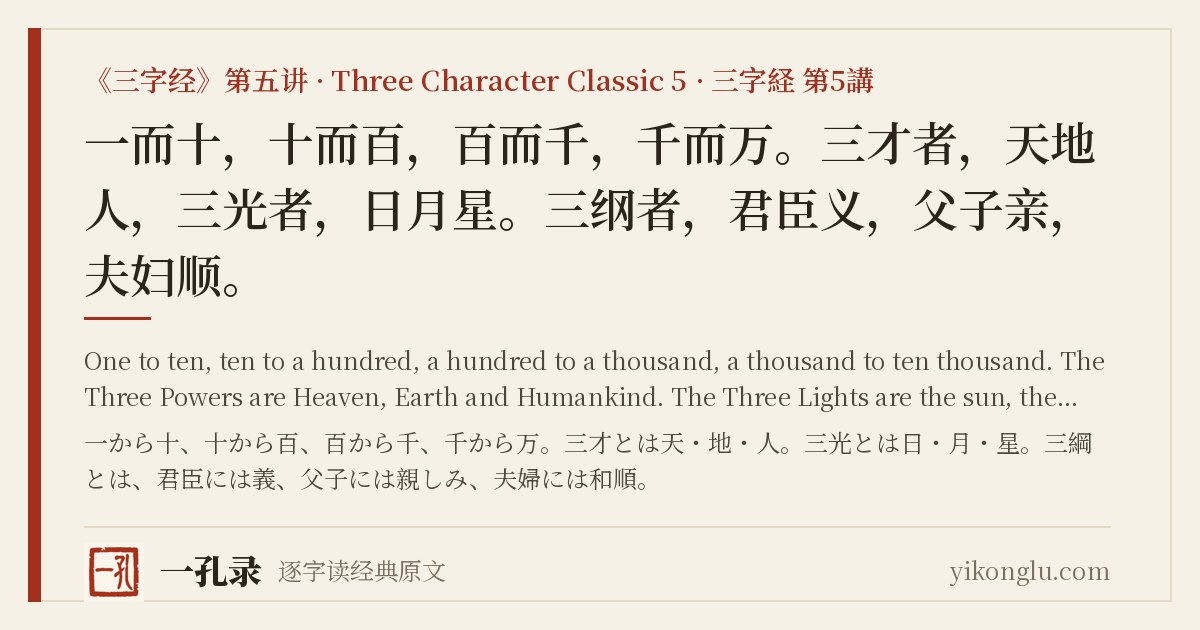 《三字经》第五讲 · Three Character Classic 5 · 三字経 第5講
一而十，十而百，百而千，千而万。三才者，天地
人，三光者，日月星。三纲者，君臣义，父子亲，
夫妇顺。
One to ten, ten to a hundred, a hundred to a thousand, a thousand to ten thousand. The
Three Powers are Heaven, Earth and Humankind. The Three Lights are the sun, the...
一から十、十から百、百から千、千から万。三才とは天・地・人。三光とは日・月・星。三綱
とは、君臣には義、父子には親しみ、夫婦には和順。
一孔
一孔录 逐字读经典原文
yikonglu.com